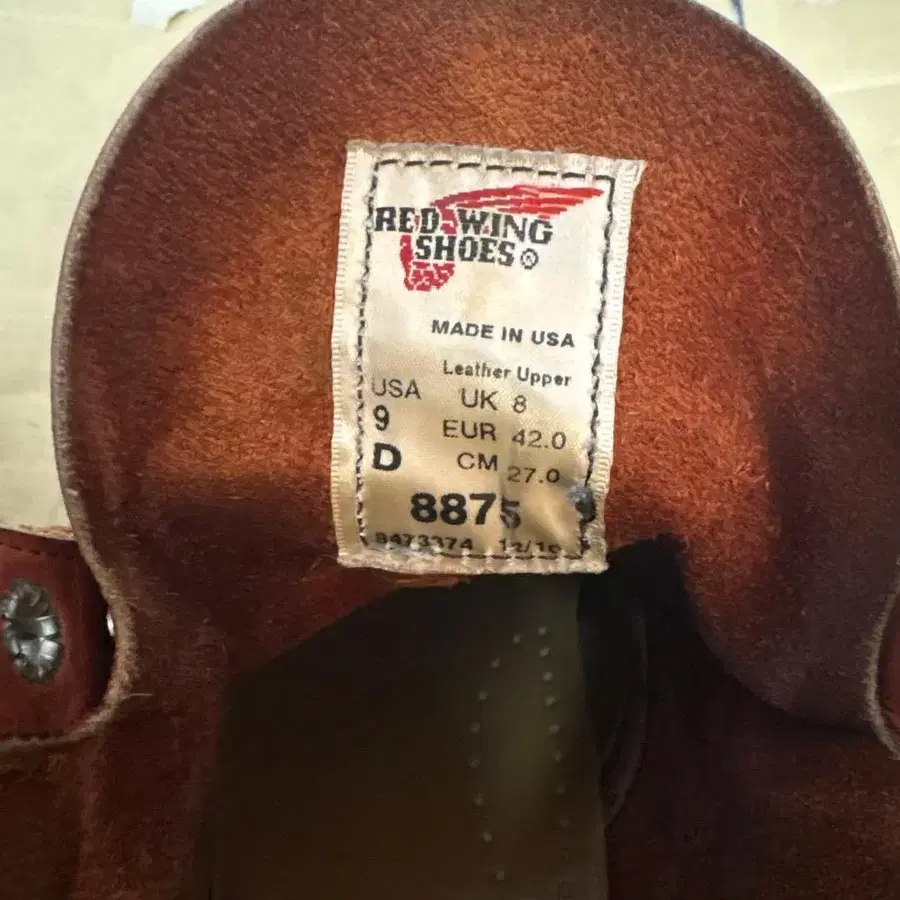 RED WING
SHOES®
MADE IN USA
Leather Upper
USA UK 8
9 EUR 42.0
D CM 27.0
8875
9473374